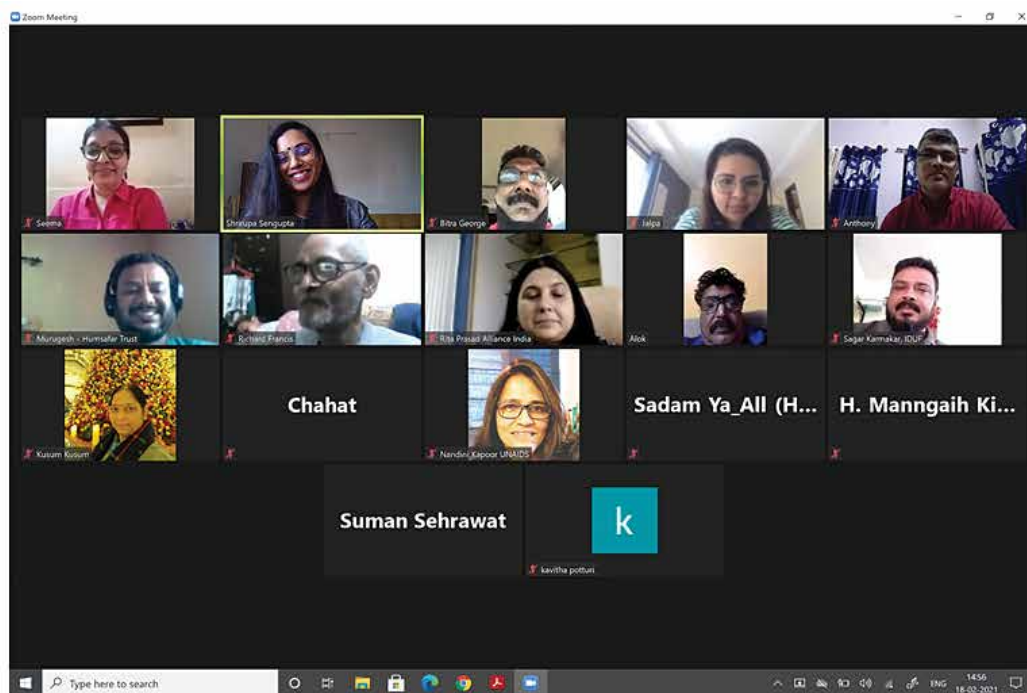 Zoom Meeting
Seema
Shrirupa Sengupta
Bitra George
Jalpa
Anthony
Murugesh - Humsafar Trust
Richard Francis
Rita Prasad Alliance India
Alok
Sagar Karmakar, IDUF
Kusum Kusum
Chahat
Nandini Kapoor UNAIDS
Sadam Ya_All (H...
H. Manngaih Ki...
Suman Sehrawat
k
kavitha potturi
Type here to search
ENG
14:56
18-02-2021